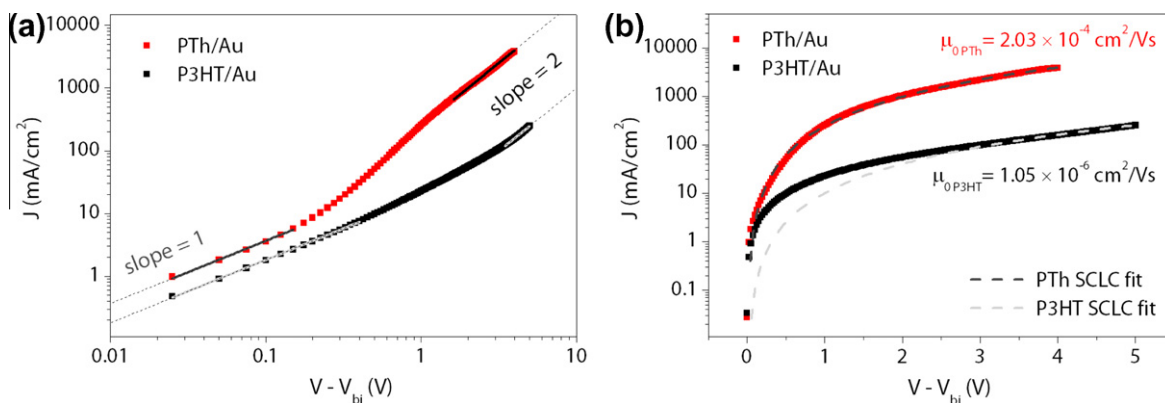 (a)
10000
1000
100
10
1
J (mA/cm²)
PTh/Au
P3HT/Au
slope = 2
slope = 1
0.01
0.1
1
10
V - V_bi (V)
(b)
10000
1000
100
10
1
0.1
J (mA/cm²)
PTh/Au
P3HT/Au
μ₀ PTh = 2.03 × 10⁻⁴ cm²/Vs
μ₀ P3HT = 1.05 × 10⁻⁶ cm²/Vs
PTh SCLC fit
P3HT SCLC fit
0
1
2
3
4
5
V - V_bi (V)